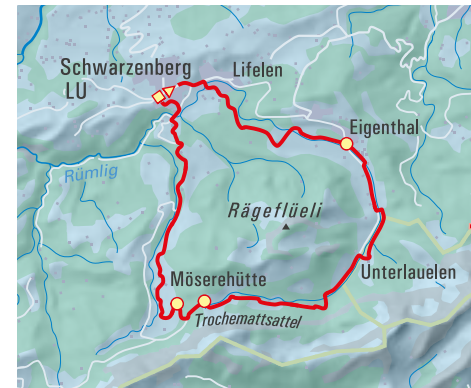 Schwarzenberg
LU
Lifelen
Eigenthal
Rümlig
Rägeflüeli
Unterlauelen
Möserehütte
Trochemattsattel